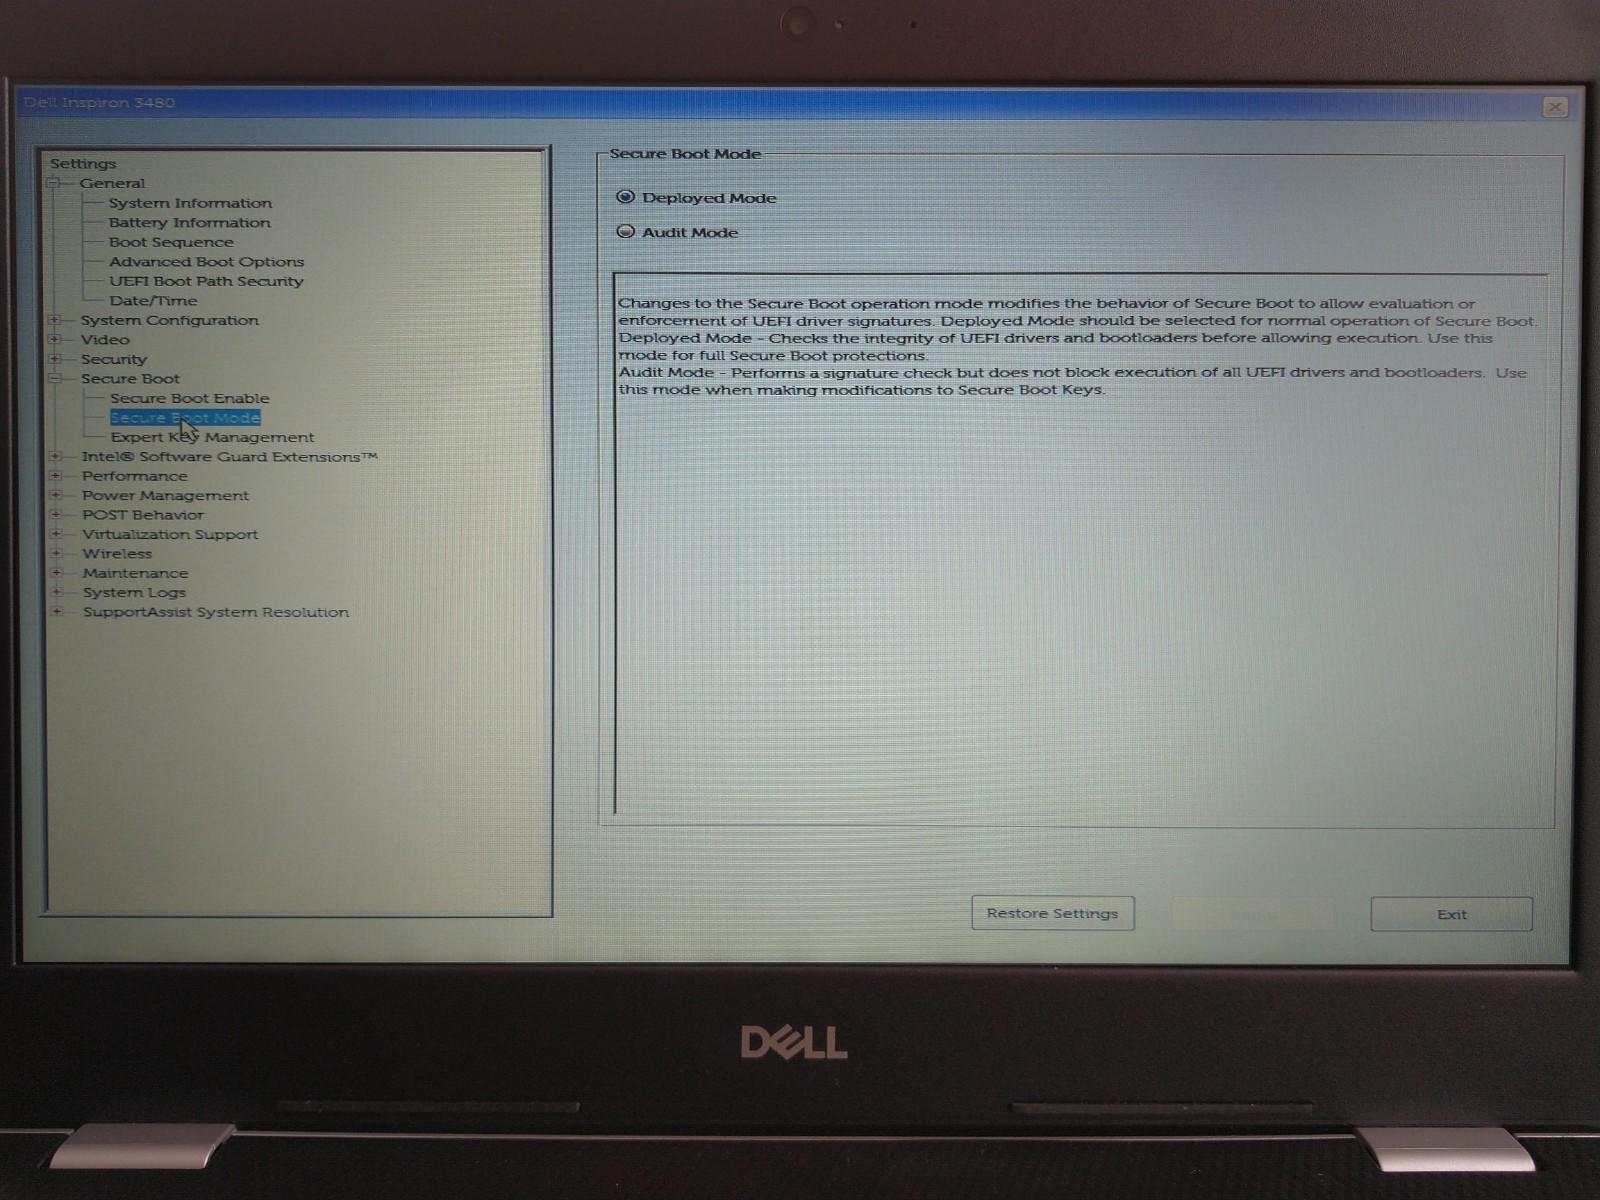 Dell Inspiron 3480
Settings
General
System Information
Battery Information
Boot Sequence
Advanced Boot Options
UEFI Boot Path Security
Date/Time
System Configuration
Video
Security
Secure Boot
Secure Boot Enable
Secure Boot Mode
Expert Key Management
Intel® Software Guard Extensions™
Performance
Power Management
POST Behavior
Virtualization Support
Wireless
Maintenance
System Logs
SupportAssist System Resolution
Secure Boot Mode
Deployed Mode
Audit Mode
Changes to the Secure Boot operation mode modifies the behavior of Secure Boot to allow evaluation or
enforcement of UEFI driver signatures. Deployed Mode should be selected for normal operation of Secure Boot.
Deployed Mode - Checks the integrity of UEFI drivers and bootloaders before allowing execution. Use this
mode for full Secure Boot protections.
Audit Mode - Performs a signature check but does not block execution of all UEFI drivers and bootloaders. Use
this mode when making modifications to Secure Boot Keys.
Restore Settings
Exit
DELL